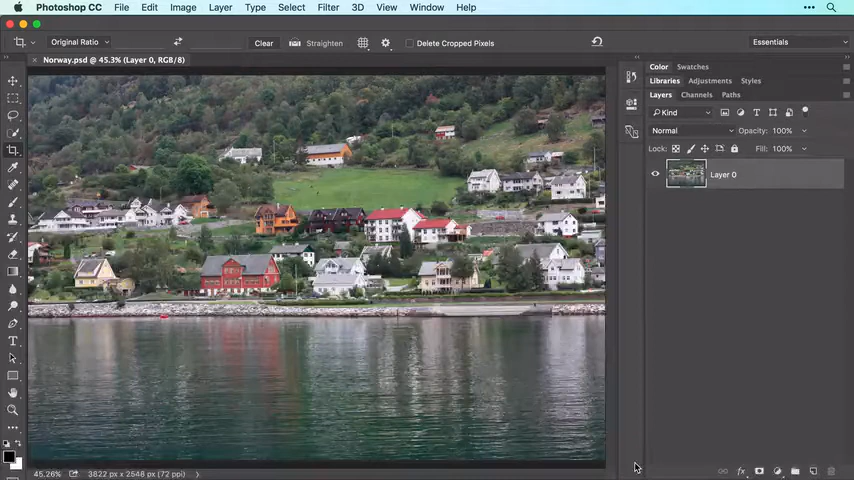 Photoshop CC File Edit Image Layer Type Select Filter 3D View Window Help
Original Ratio Clear Straighten Delete Cropped Pixels Essentials
Norway.psd @ 45.3% (Layer 0, RGB/8)
Color Swatches
Libraries Adjustments Styles
Layers Channels Paths
Kind
Normal Opacity: 100%
Lock: Fill: 100%
Layer 0
45.26% 3822 px x 2548 px (72 ppi)